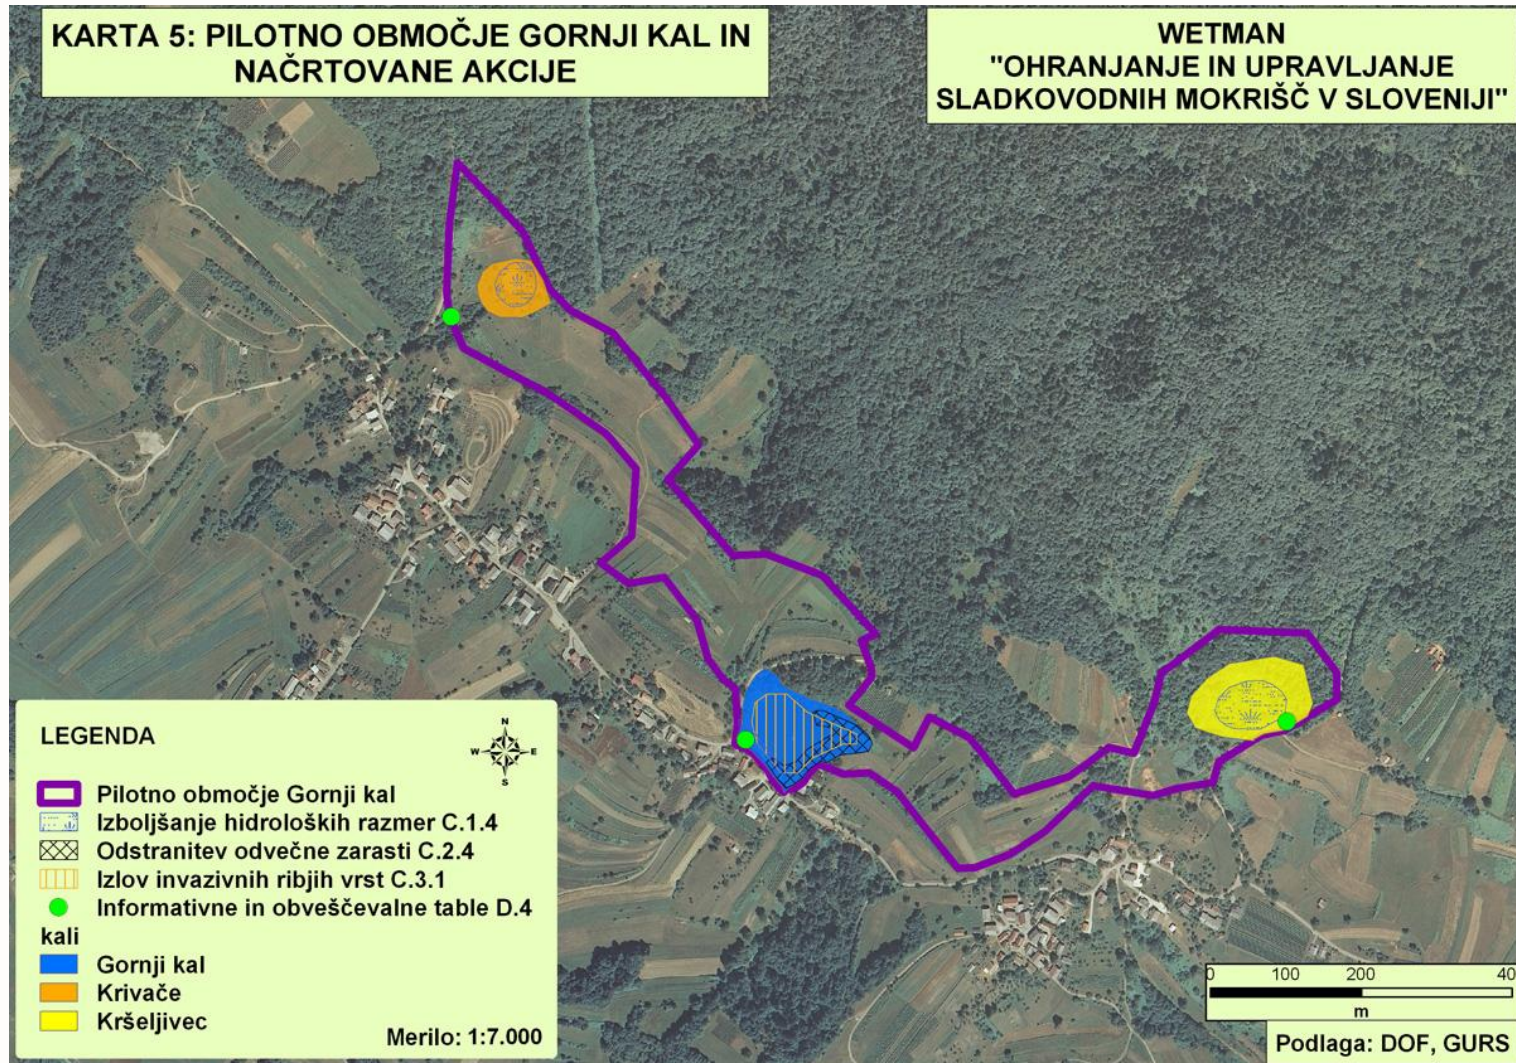 KARTA 5: PILOTNO OBMOČJE GORNJI KAL IN
NAČRTOVANE AKCIJE
WETMAN
"OHRANJANJE IN UPRAVLJANJE
SLADKOVODNIH MOKRIŠČ V SLOVENIJI"
LEGENDA
N
W E
S
Pilotno območje Gornji kal
Izboljšanje hidroloških razmer C.1.4
Odstranitev odvečne zarasti C.2.4
Izlov invazivnih ribjih vrst C.3.1
Informativne in obveščevalne table D.4
kali
Gornji kal
Krivače
Kršeljivec
Merilo: 1:7.000
0 100 200 40
m
Podlaga: DOF, GURS